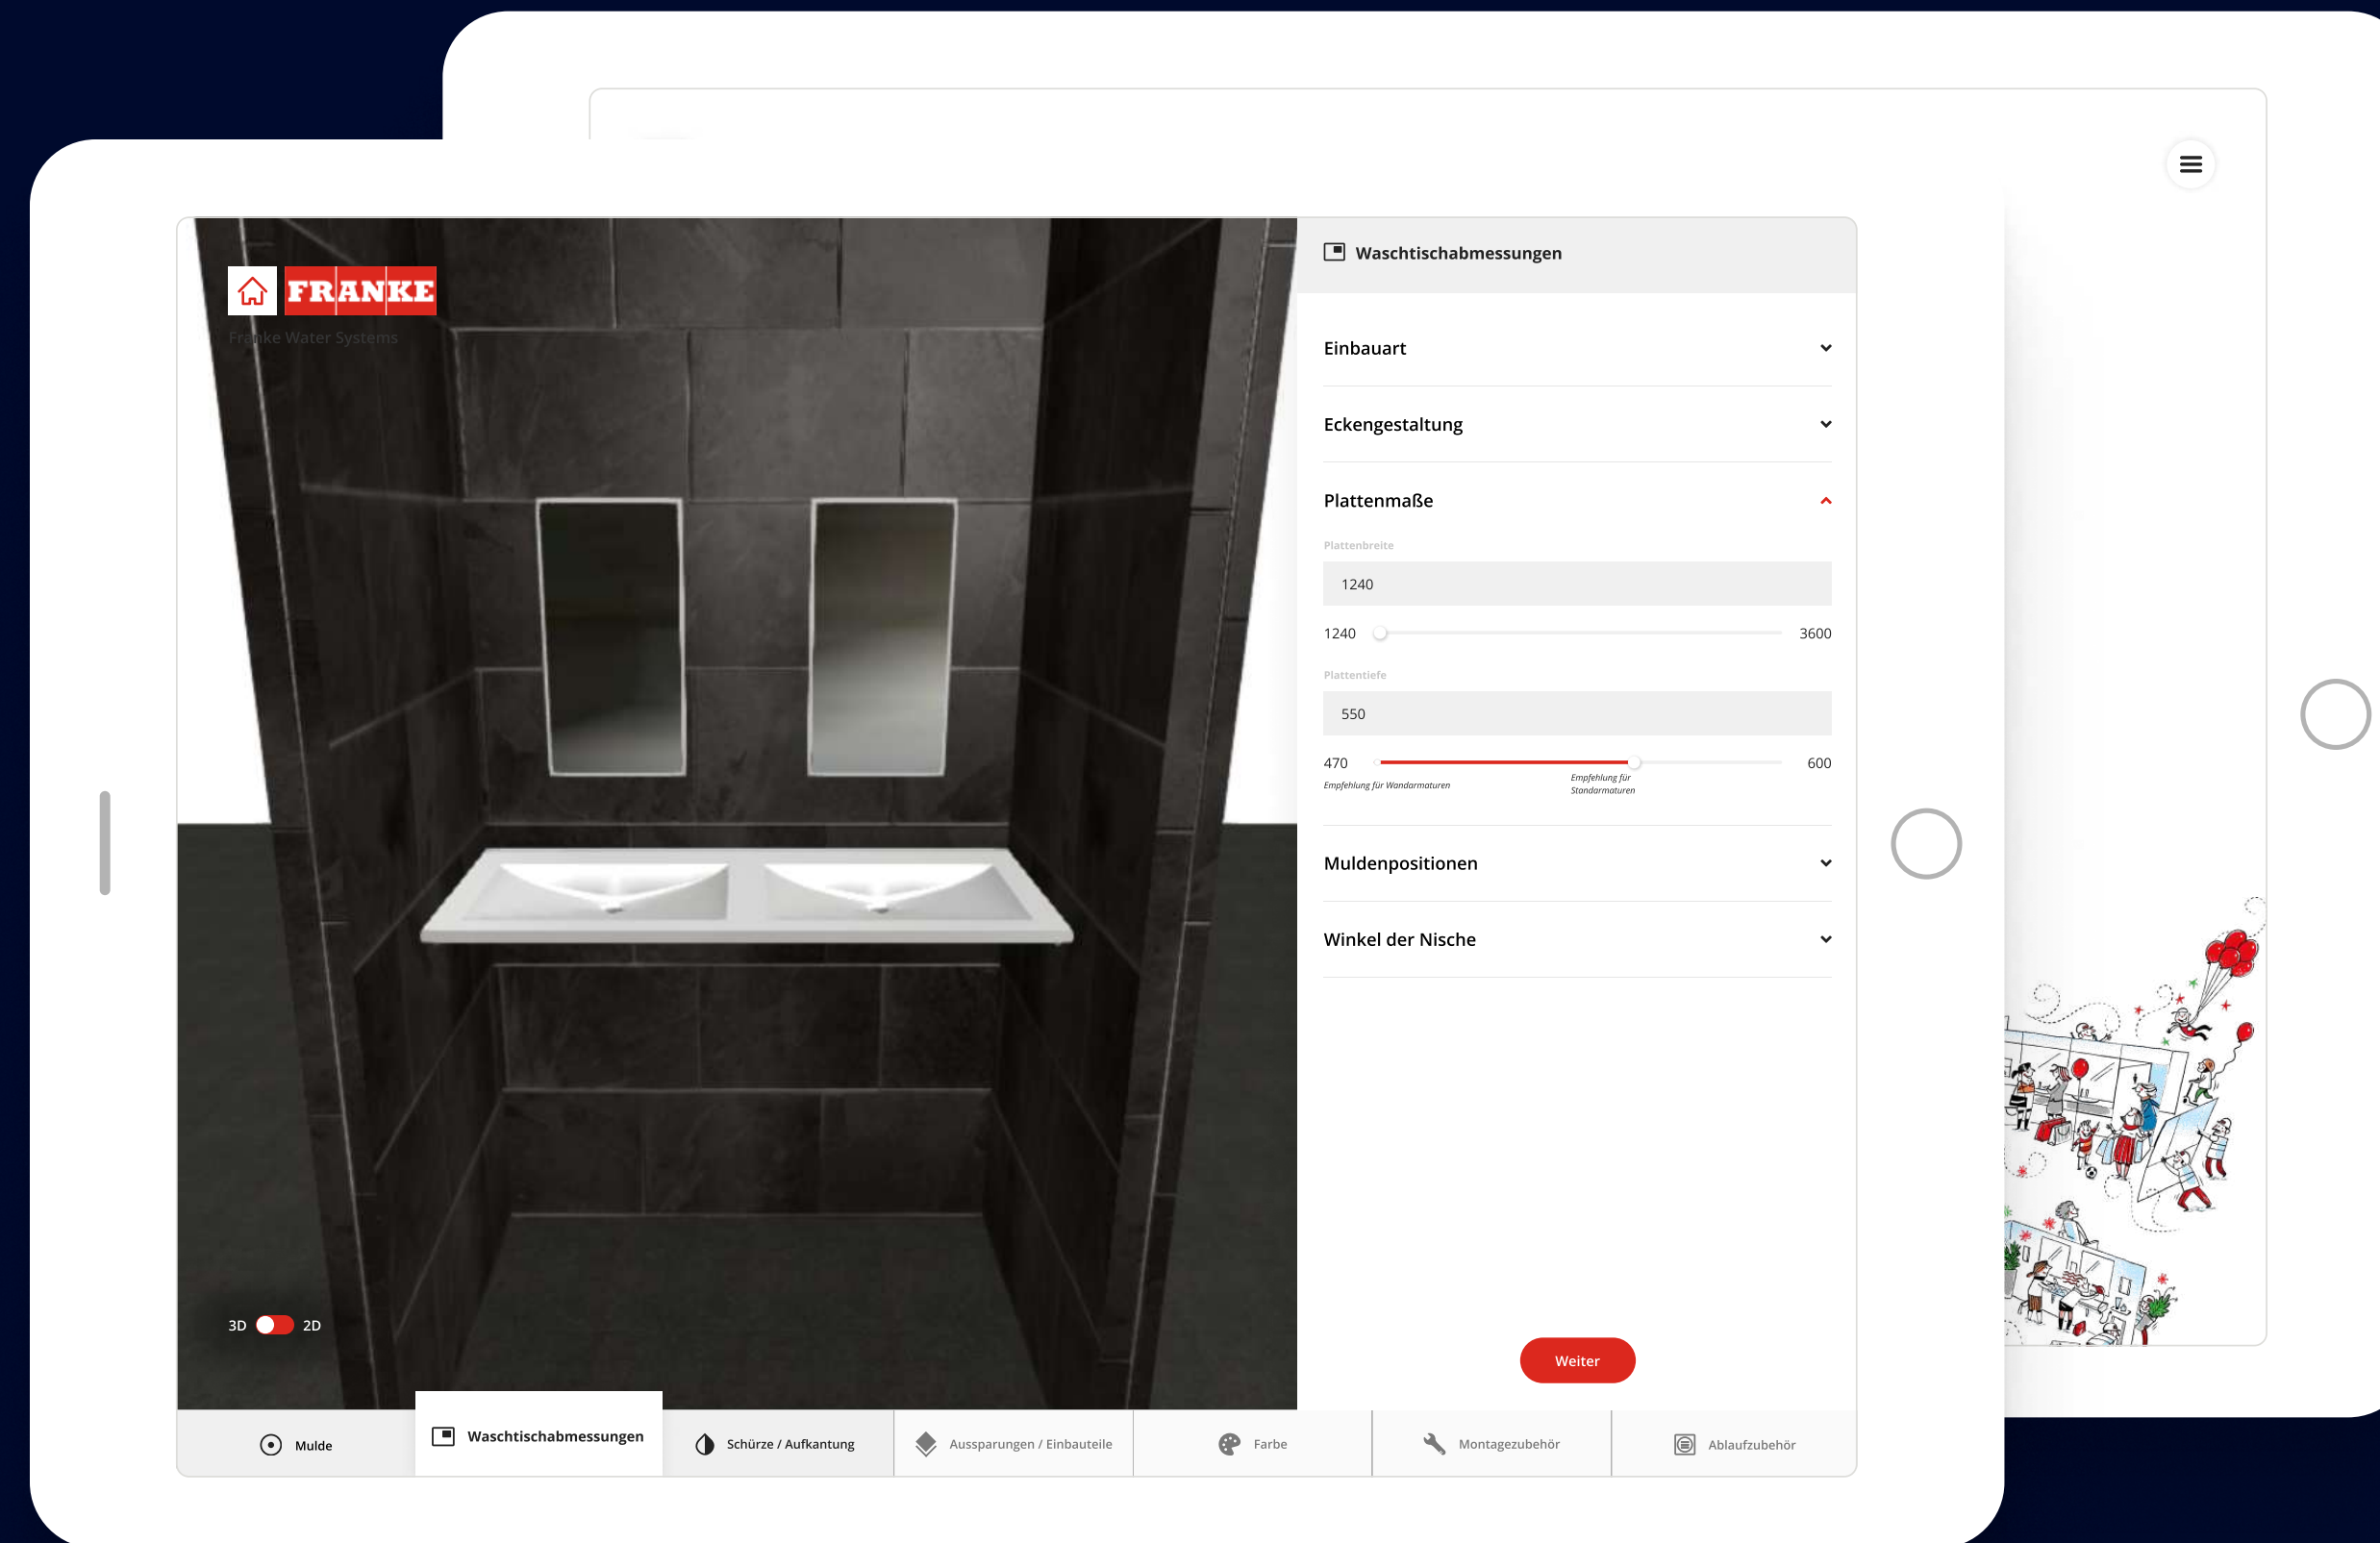 FRANKE
Franke Water Systems
3D 2D
Waschtischabmessungen
Einbauart
Eckengestaltung
Plattenmaße
Plattenbreite
1240
1240 3600
Plattentiefe
550
470 600
Empfehlung für Wandarmaturen
Empfehlung für
Standarmaturen
Muldenpositionen
Winkel der Nische
Weiter
Mulde
Waschtischabmessungen
Schürze / Aufkantung
Aussparungen / Einbauteile
Farbe
Montagezubehör
Ablaufzubehör